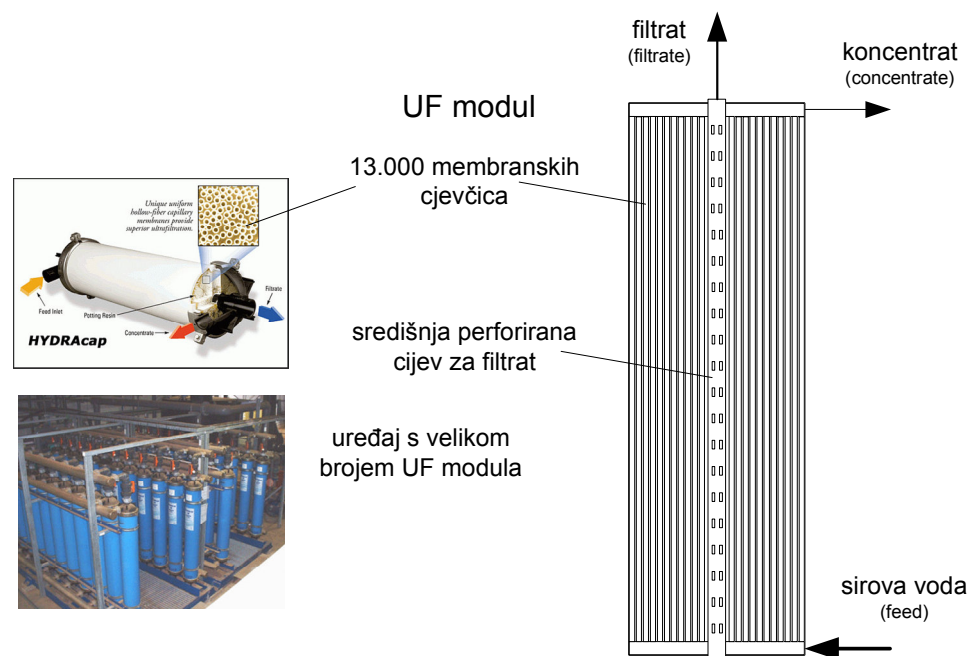 filtrat
(filtrate)
koncentrat
(concentrate)
UF modul
13.000 membranskih
cjevčica
Unique uniform
hollow-fiber capillary
membranes provide
superior ultrafiltration.
Feed Inlet
Potting Resin
Concentrate
Filtrate
HYDRAcap
središnja perforirana
cijev za filtrat
uređaj s velikom
brojem UF modula
sirova voda
(feed)